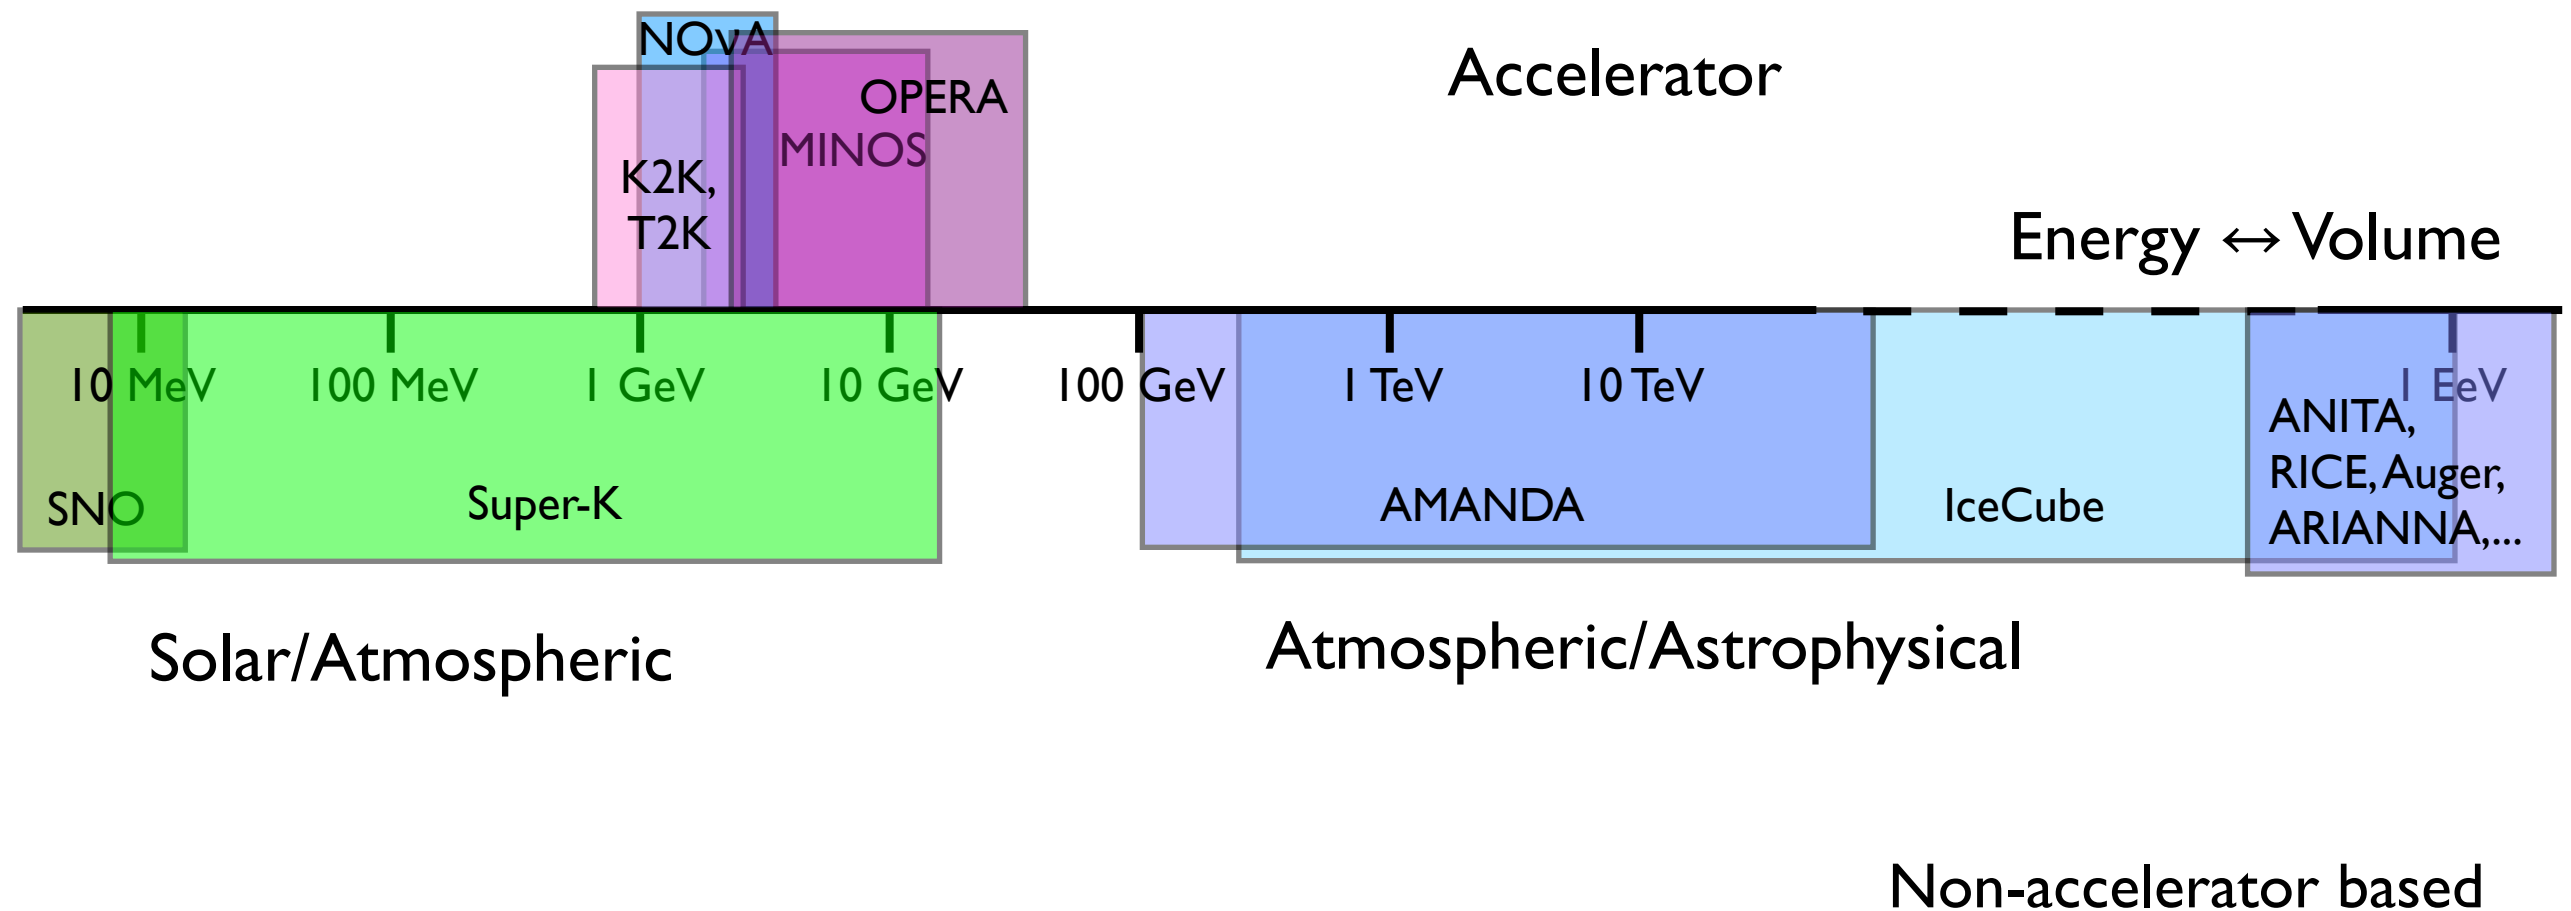 NOνA
Accelerator
OPERA
MINOS
K2K,
T2K
Energy ↔ Volume
10 MeV
100 MeV
1 GeV
10 GeV
100 GeV
1 TeV
10 TeV
1 EeV
SNO
Super-K
AMANDA
IceCube
ANITA,
RICE, Auger,
ARIANNA,...
Solar/Atmospheric
Atmospheric/Astrophysical
Non-accelerator based